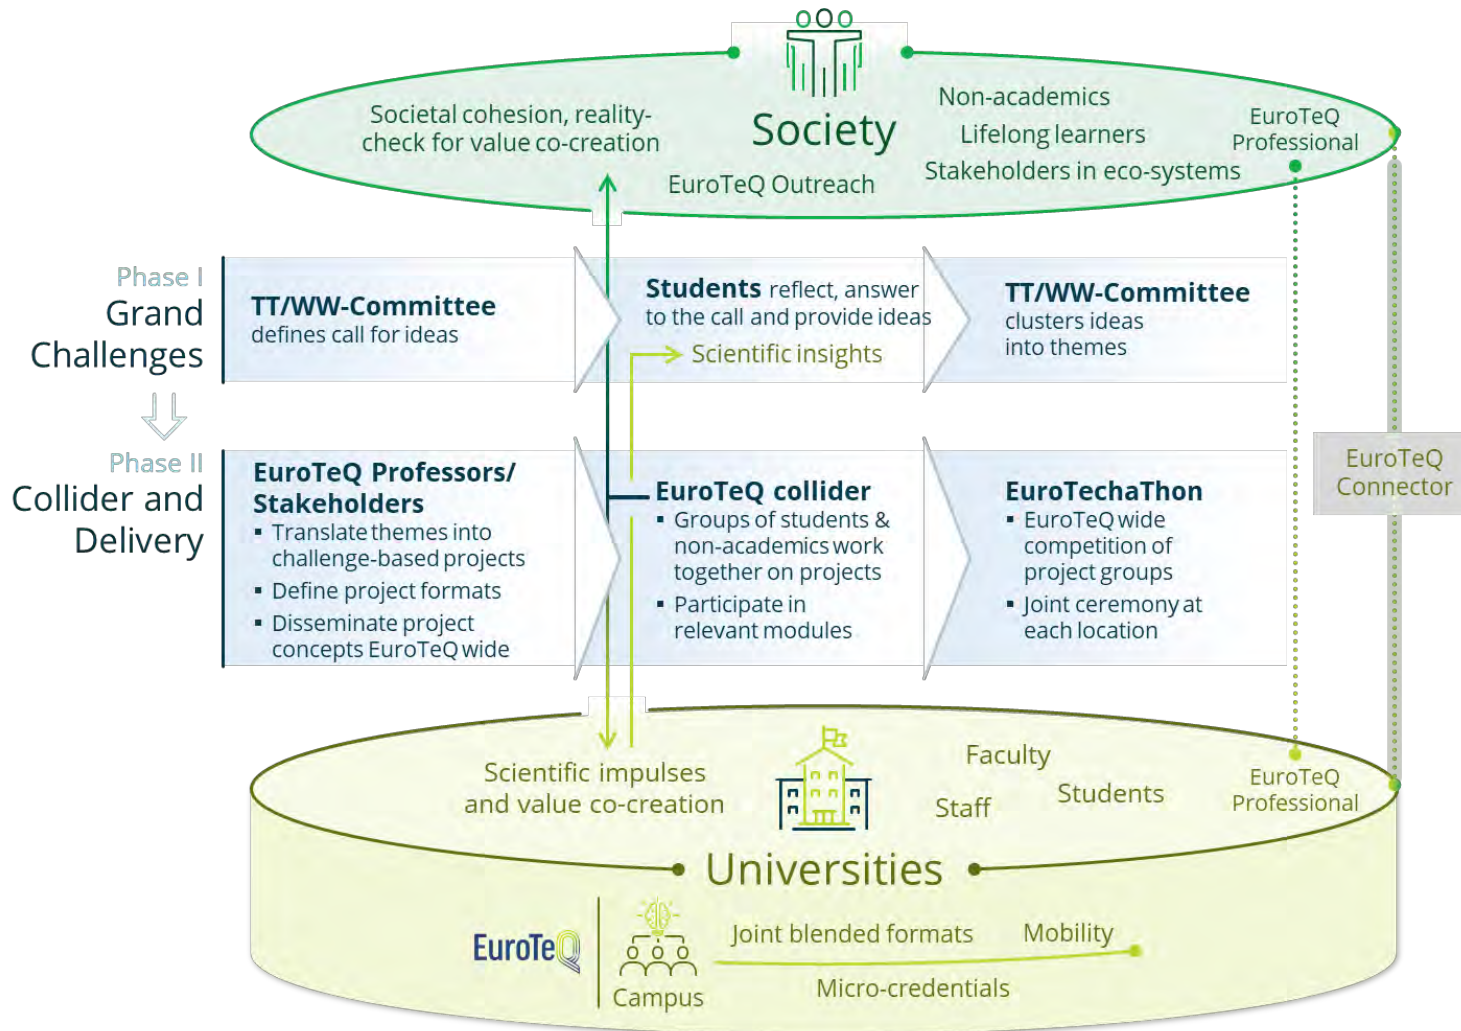 Society
Societal cohesion, reality-
check for value co-creation
EuroTeQ Outreach
Non-academics
Lifelong learners
Stakeholders in eco-systems
EuroTeQ
Professional
Phase I
Grand
Challenges
TT/WW-Committee
defines call for ideas
Students reflect, answer
to the call and provide ideas
Scientific insights
TT/WW-Committee
clusters ideas
into themes
Phase II
Collider and
Delivery
EuroTeQ Professors/
Stakeholders
▪ Translate themes into
challenge-based projects
▪ Define project formats
▪ Disseminate project
concepts EuroTeQ wide
EuroTeQ collider
▪ Groups of students &
non-academics work
together on projects
▪ Participate in
relevant modules
EuroTechaThon
▪ EuroTeQ wide
competition of
project groups
▪ Joint ceremony at
each location
EuroTeQ
Connector
Scientific impulses
and value co-creation
Faculty
Students
Staff
EuroTeQ
Professional
Universities
EuroTeQ
Campus
Joint blended formats
Mobility
Micro-credentials